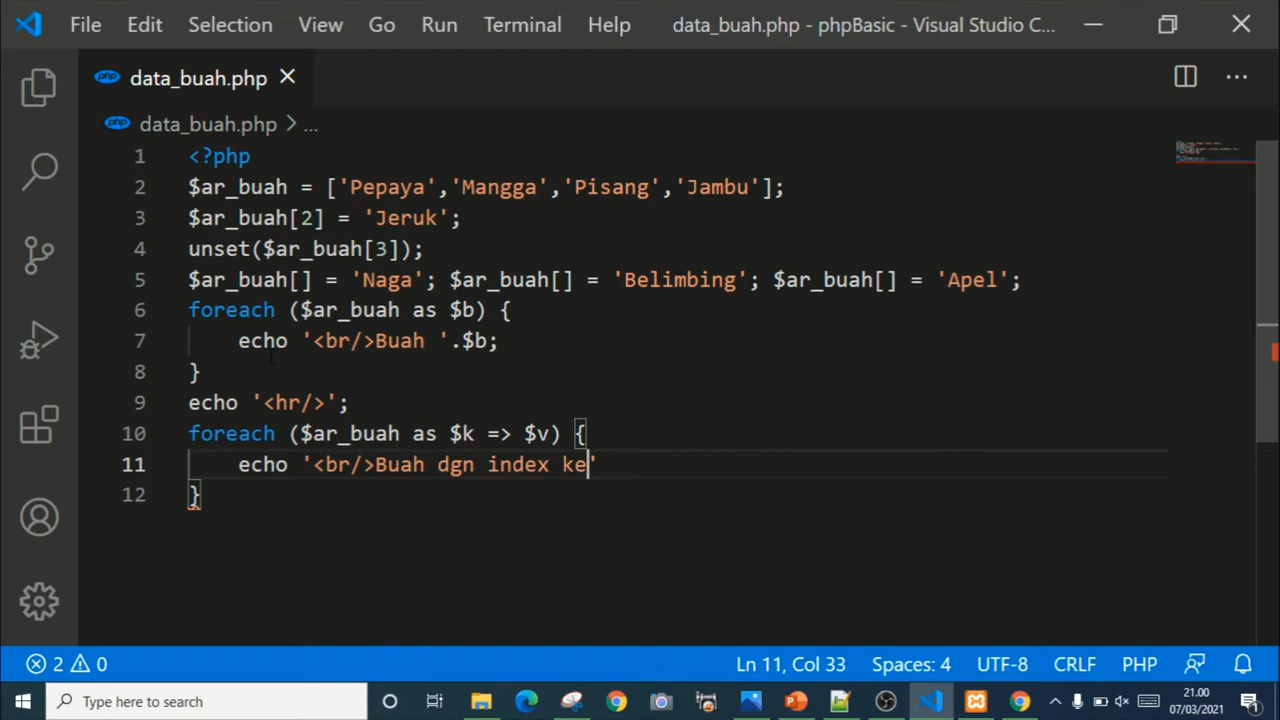 File Edit Selection View Go Run Terminal Help data_buah.php - phpBasic - Visual Studio C...
php data_buah.php
php data_buah.php > ...
1 <?php
2 $ar_buah = ['Pepaya','Mangga','Pisang','Jambu'];
3 $ar_buah[2] = 'Jeruk';
4 unset($ar_buah[3]);
5 $ar_buah[] = 'Naga'; $ar_buah[] = 'Belimbing'; $ar_buah[] = 'Apel';
6 foreach ($ar_buah as $b) {
7 echo '<br/>Buah '.$b;
8 }
9 echo '<hr/>';
10 foreach ($ar_buah as $k => $v) {
11 echo '<br/>Buah dgn index ke'
12 }
2 0 Ln 11, Col 33 Spaces: 4 UTF-8 CRLF PHP
Type here to search
21.00
07/03/2021
1